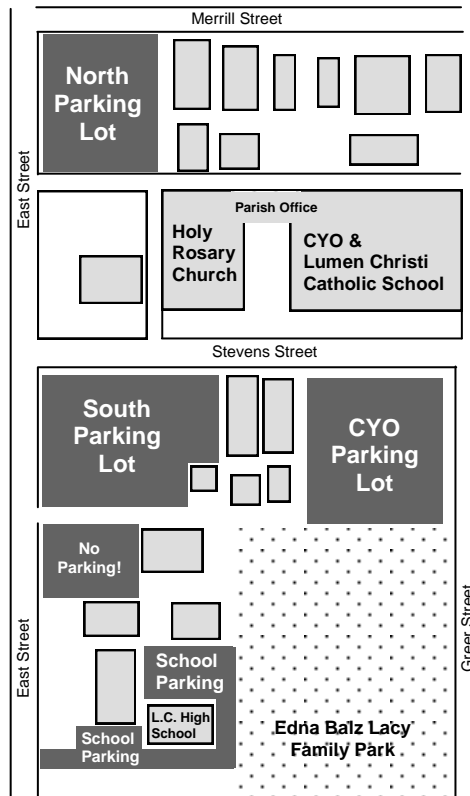 Merrill Street
North
Parking
Lot
East Street
Parish Office
Holy
Rosary
Church
CYO &
Lumen Christi
Catholic School
Stevens Street
South
Parking
Lot
CYO
Parking
Lot
No
Parking!
East Street
Greer Street
School
Parking
L.C. High
School
School
Parking
Edna Balz Lacy
Family Park